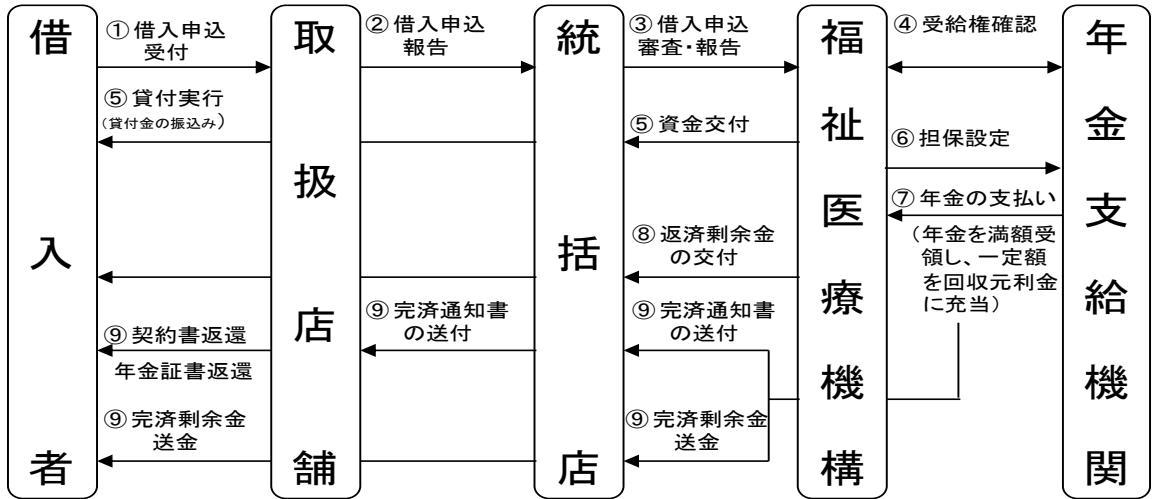 借入者
取扱店舗
統括店
福祉医療機構
年金支給機関
① 借入申込
受付
② 借入申込
報告
③ 借入申込
審査・報告
④ 受給権確認
⑤ 貸付実行
（貸付金の振込み）
⑤ 資金交付
⑥ 担保設定
⑦ 年金の支払い
（年金を満額受
領し、一定額
を回収元利金
に充当）
⑧ 返済剰余金
の交付
⑨ 契約書返還
年金証書返還
⑨ 完済通知書
の送付
⑨ 完済通知書
の送付
⑨ 完済剰余金
送金
⑨ 完済剰余金
送金